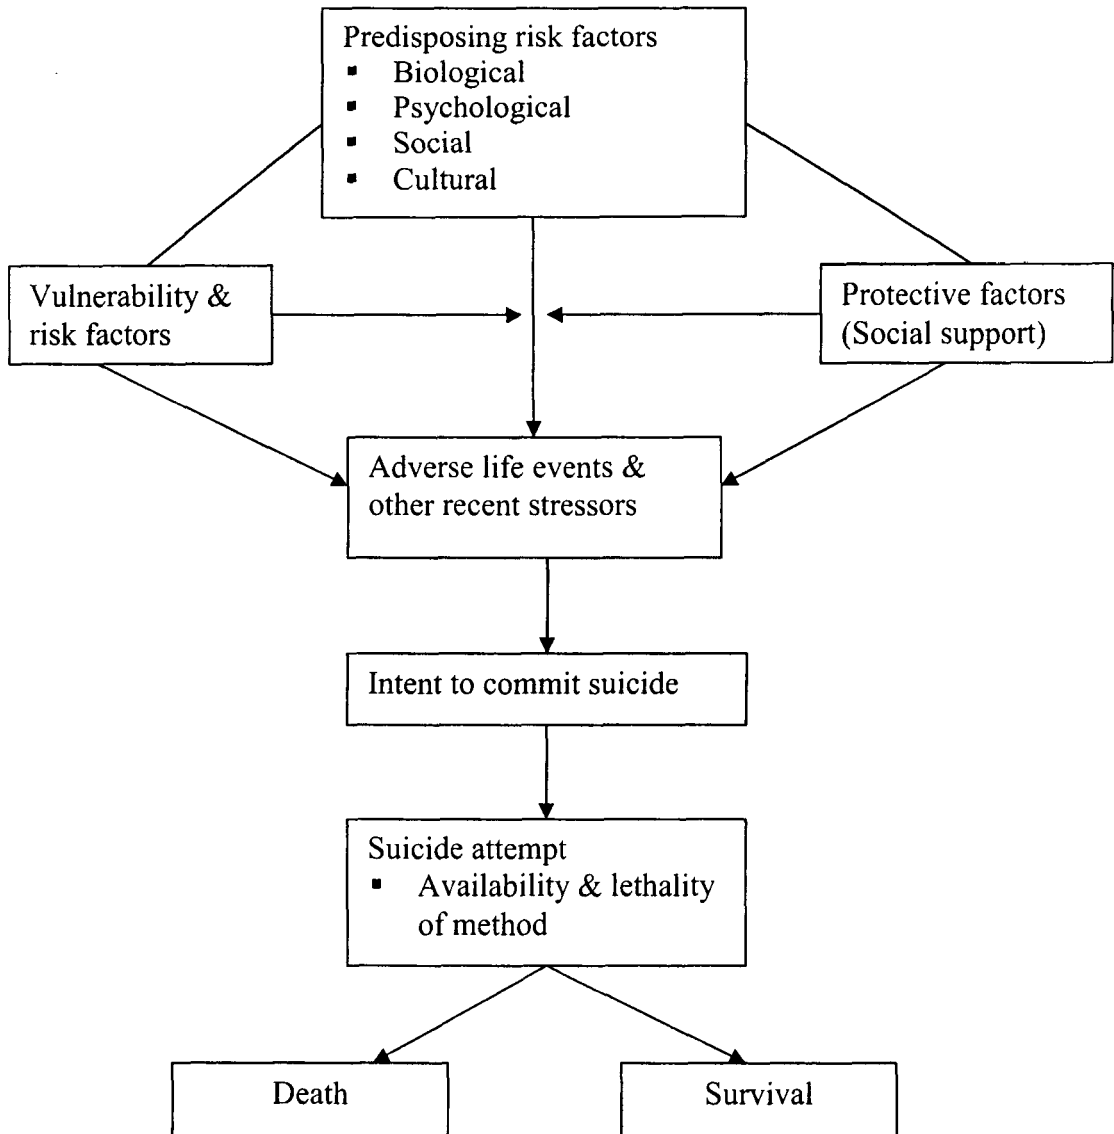 Predisposing risk factors
▪ Biological
▪ Psychological
▪ Social
▪ Cultural
Vulnerability &
risk factors
Protective factors
(Social support)
Adverse life events &
other recent stressors
Intent to commit suicide
Suicide attempt
▪ Availability & lethality
of method
Death
Survival